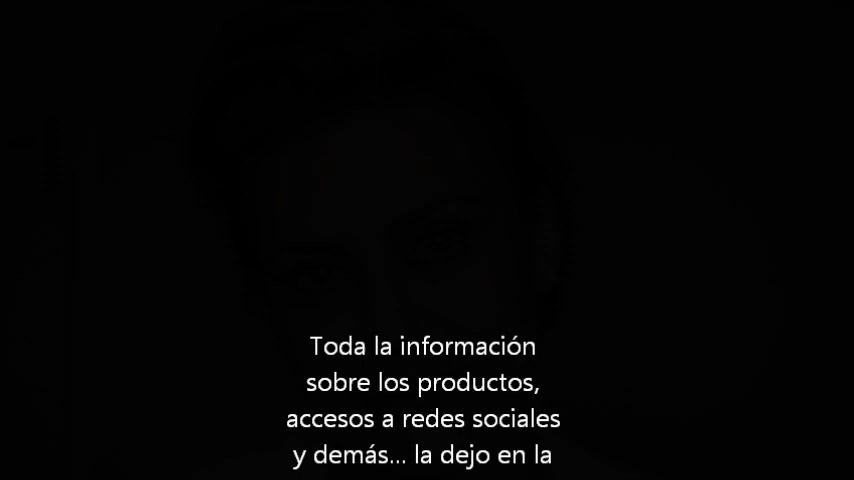 Toda la información
sobre los productos,
accesos a redes sociales
y demás... la dejo en la